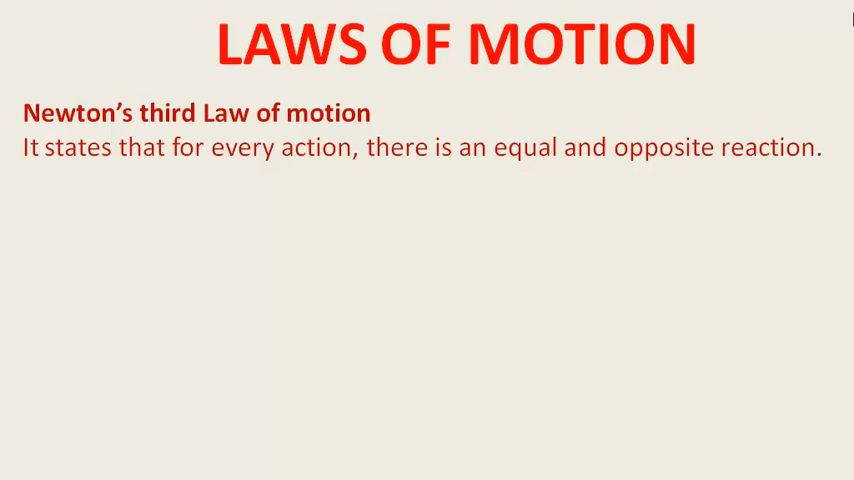 LAWS OF MOTION
Newton’s third Law of motion
It states that for every action, there is an equal and opposite reaction.